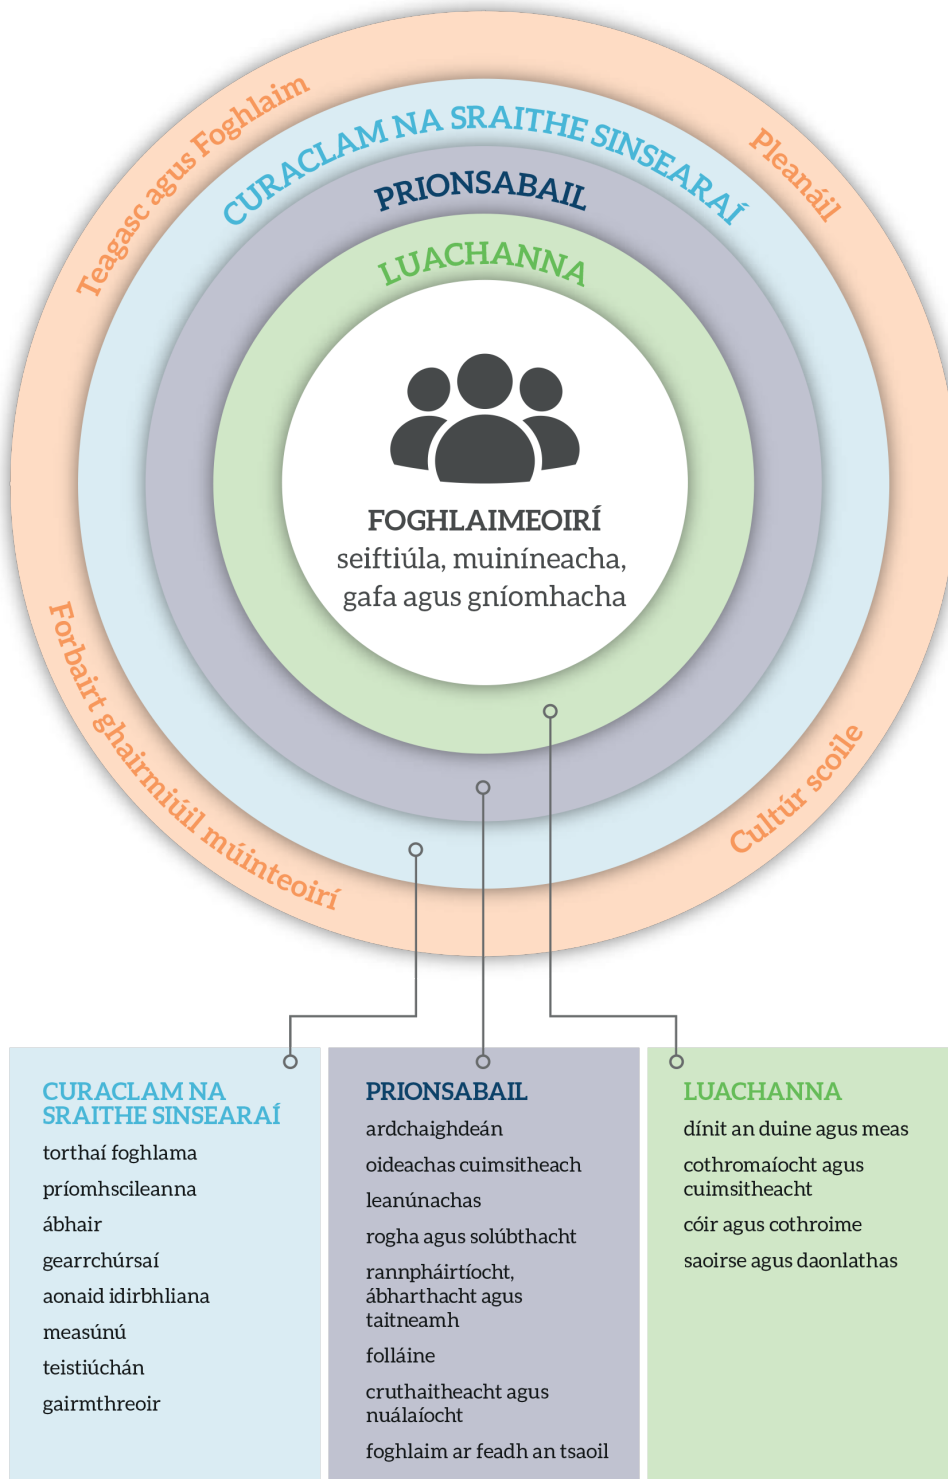 Teagasc agus Foghlaim
Pleanáil
CURACLAM NA SRAITHE SINSEARAÍ
PRIONSABAIL
LUACHANNA
FOGHLAIMEOIRÍ
seiftiúla, muiníneacha,
gafa agus gníomhacha
Forbairt ghairmiúil múinteoirí
Cultúr scoile
CURACLAM NA
SRAITHE SINSEARAÍ
torthaí foghlama
príomhscileanna
ábhair
gearrchúrsaí
aonaid idirbhliana
measúnú
teistiúchán
gairmthreoir
PRIONSABAIL
ardchaighdeán
oideachas cuimsitheach
leanúnachas
rogha agus solúbthacht
rannpháirtíocht,
ábharthacht agus
taitneamh
folláine
cruthaitheacht agus
nuálaíocht
foghlaim ar feadh an tsaoil
LUACHANNA
dínit an duine agus meas
cothromaíocht agus
cuimsitheacht
cóir agus cothroime
saoirse agus daonlathas